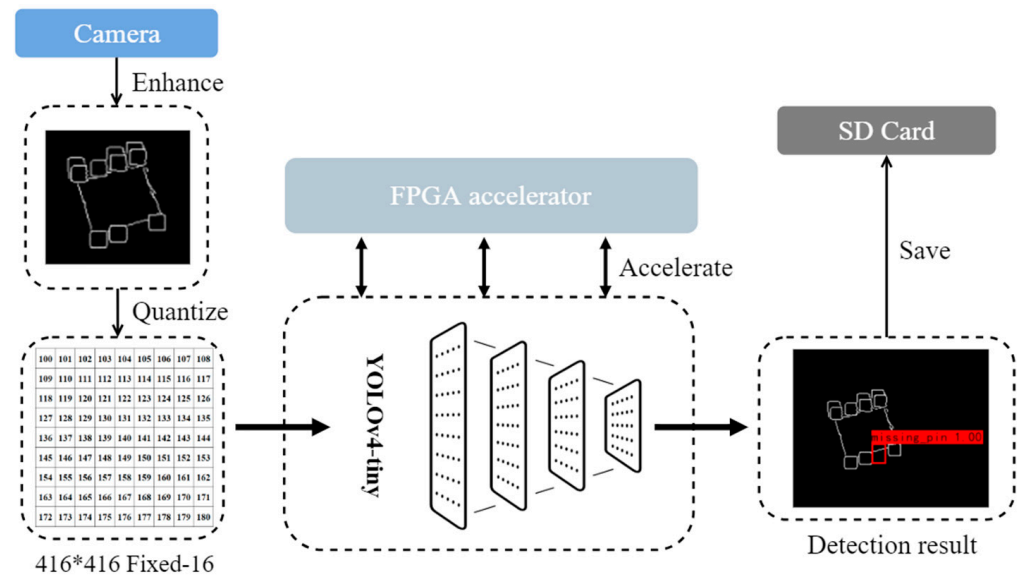 Camera
Enhance
Quantize
100 101 102 103 104 105 106 107 108
109 110 111 112 113 114 115 116 117
118 119 120 121 122 123 124 125 126
127 128 129 130 131 132 133 134 135
136 137 138 139 140 141 142 143 144
145 146 147 148 149 150 151 152 153
154 155 156 157 158 159 160 161 162
163 164 165 166 167 168 169 170 171
172 173 174 175 176 177 178 179 180
416*416 Fixed-16
FPGA accelerator
Accelerate
YOLOv4-tiny
SD Card
Save
missing_pin 1.00
Detection result